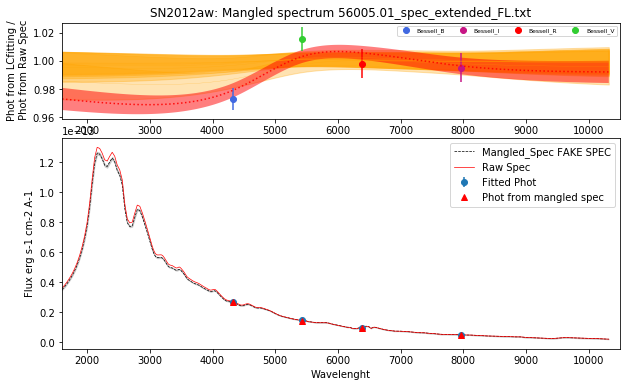 SN2012aw: Mangled spectrum 56005.01_spec_extended_FL.txt
Phot from LCfitting /
Phot from Raw Spec
1.02
1.00
0.98
0.96
Bessell_B
Bessell_I
Bessell_R
Bessell_V
2000 3000 4000 5000 6000 7000 8000 9000 10000
1e−13
Flux erg s-1 cm-2 A-1
1.2
1.0
0.8
0.6
0.4
0.2
0.0
Mangled_Spec FAKE SPEC
Raw Spec
Fitted Phot
Phot from mangled spec
2000 3000 4000 5000 6000 7000 8000 9000 10000
Wavelenght